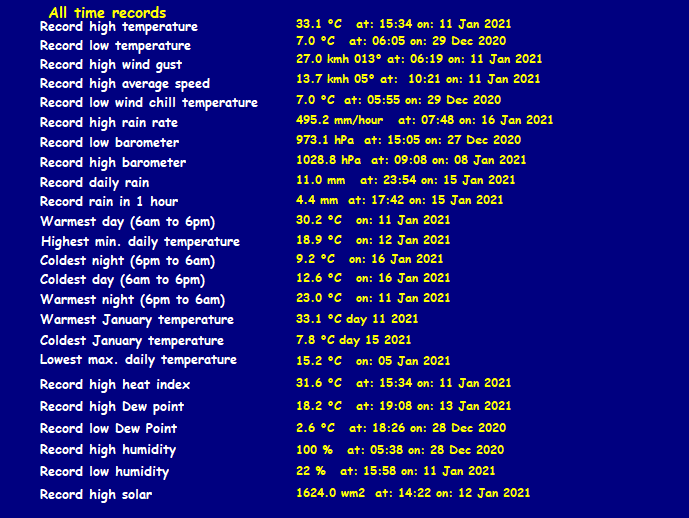 All time records
Record high temperature 33.1 °C at: 15:34 on: 11 Jan 2021
Record low temperature 7.0 °C at: 06:05 on: 29 Dec 2020
Record high wind gust 27.0 kmh 013° at: 06:19 on: 11 Jan 2021
Record high average speed 13.7 kmh 05° at: 10:21 on: 11 Jan 2021
Record low wind chill temperature 7.0 °C at: 05:55 on: 29 Dec 2020
Record high rain rate 495.2 mm/hour at: 07:48 on: 16 Jan 2021
Record low barometer 973.1 hPa at: 15:05 on: 27 Dec 2020
Record high barometer 1028.8 hPa at: 09:08 on: 08 Jan 2021
Record daily rain 11.0 mm at: 23:54 on: 15 Jan 2021
Record rain in 1 hour 4.4 mm at: 17:42 on: 15 Jan 2021
Warmest day (6am to 6pm) 30.2 °C on: 11 Jan 2021
Highest min. daily temperature 18.9 °C on: 12 Jan 2021
Coldest night (6pm to 6am) 9.2 °C on: 16 Jan 2021
Coldest day (6am to 6pm) 12.6 °C on: 16 Jan 2021
Warmest night (6pm to 6am) 23.0 °C on: 11 Jan 2021
Warmest January temperature 33.1 °C day 11 2021
Coldest January temperature 7.8 °C day 15 2021
Lowest max. daily temperature 15.2 °C on: 05 Jan 2021
Record high heat index 31.6 °C at: 15:34 on: 11 Jan 2021
Record high Dew point 18.2 °C at: 19:08 on: 13 Jan 2021
Record low Dew Point 2.6 °C at: 18:26 on: 28 Dec 2020
Record high humidity 100 % at: 05:38 on: 28 Dec 2020
Record low humidity 22 % at: 15:58 on: 11 Jan 2021
Record high solar 1624.0 wm2 at: 14:22 on: 12 Jan 2021